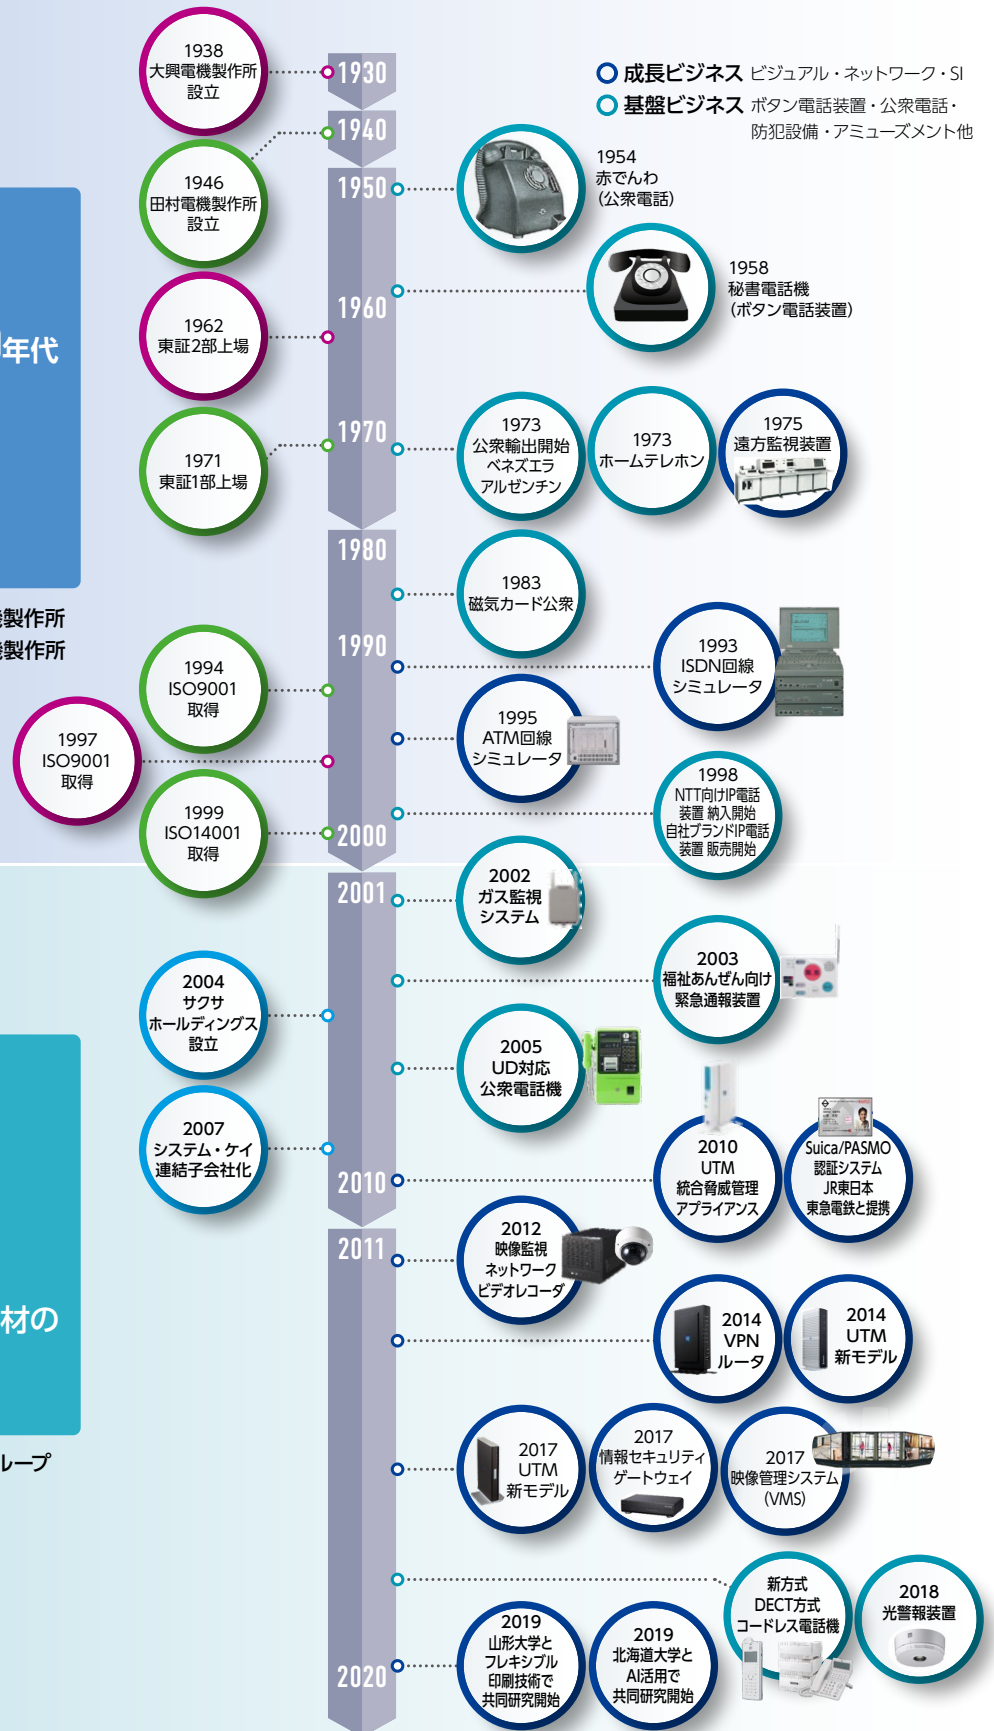 成長ビジネス ビジュアル・ネットワーク・SI
基盤ビジネス ボタン電話装置・公衆電話・
防犯設備・アミューズメント他
1930
1938
大興電機製作所
設立
1940
1946
田村電機製作所
設立
1950
1954
赤でんわ
(公衆電話)
1958
秘書電話機
(ボタン電話装置)
1960
年代
1962
東証2部上場
1970
1971
東証1部上場
1973
公衆輸出開始
ベネズエラ
アルゼンチン
1973
ホームテレホン
1975
遠方監視装置
1980
1983
磁気カード公衆
製作所
製作所
1990
1993
ISDN回線
シミュレータ
1994
ISO9001
取得
1995
ATM回線
シミュレータ
1997
ISO9001
取得
1998
NTT向けIP電話
装置 納入開始
自社ブランドIP電話
装置 販売開始
1999
ISO14001
取得
2000
2001
2002
ガス監視
システム
2003
福祉あんぜん向け
緊急通報装置
2004
サクサ
ホールディングス
設立
2005
UD対応
公衆電話機
2007
システム・ケイ
連結子会社化
2010
2010
UTM
統合脅威管理
アプライアンス
Suica/PASMO
認証システム
JR東日本
東急電鉄と提携
2011
2012
映像監視
ネットワーク
ビデオレコーダ
材の
2014
VPN
ルータ
2014
UTM
新モデル
ループ
2017
UTM
新モデル
2017
情報セキュリティ
ゲートウェイ
2017
映像管理システム
(VMS)
新方式
DECT方式
コードレス電話機
2018
光警報装置
2019
山形大学と
フレキシブル
印刷技術で
共同研究開始
2019
北海道大学と
AI活用で
共同研究開始
2020